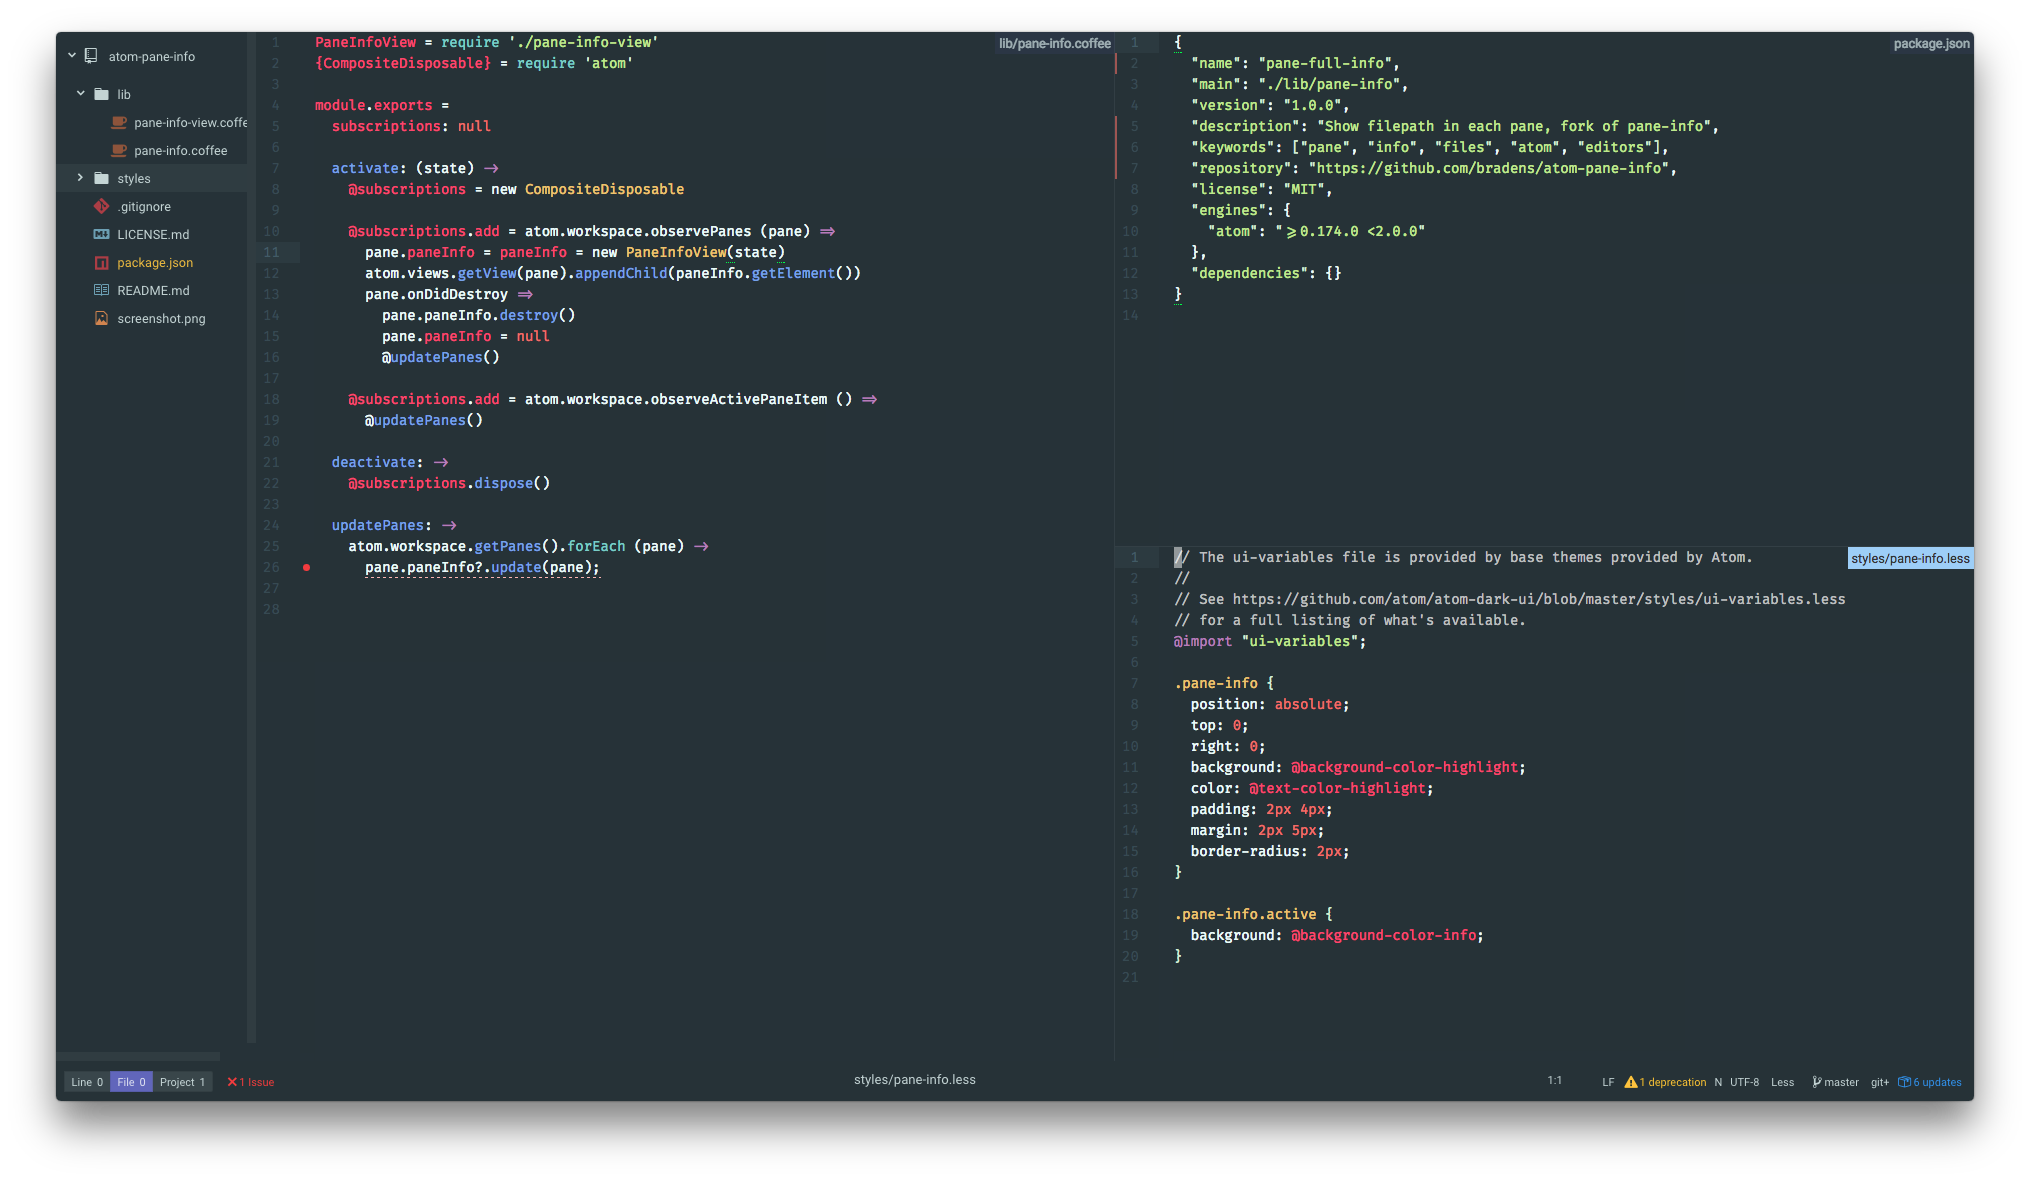 atom-pane-info
lib
pane-info-view.coffe
pane-info.coffee
styles
.gitignore
LICENSE.md
package.json
README.md
screenshot.png
lib/pane-info.coffee
1 PaneInfoView = require './pane-info-view'
2 {CompositeDisposable} = require 'atom'
3
4 module.exports =
5 subscriptions: null
6
7 activate: (state) ->
8 @subscriptions = new CompositeDisposable
9
10 @subscriptions.add = atom.workspace.observePanes (pane) =>
11 pane.paneInfo = paneInfo = new PaneInfoView(state)
12 atom.views.getView(pane).appendChild(paneInfo.getElement())
13 pane.onDidDestroy =>
14 pane.paneInfo.destroy()
15 pane.paneInfo = null
16 @updatePanes()
17
18 @subscriptions.add = atom.workspace.observeActivePaneItem () =>
19 @updatePanes()
20
21 deactivate: ->
22 @subscriptions.dispose()
23
24 updatePanes: ->
25 atom.workspace.getPanes().forEach (pane) ->
26 pane.paneInfo?.update(pane);
27
28
package.json
1 {
2 "name": "pane-full-info",
3 "main": "./lib/pane-info",
4 "version": "1.0.0",
5 "description": "Show filepath in each pane, fork of pane-info",
6 "keywords": ["pane", "info", "files", "atom", "editors"],
7 "repository": "https://github.com/bradens/atom-pane-info",
8 "license": "MIT",
9 "engines": {
10 "atom": ">=0.174.0 <2.0.0"
11 },
12 "dependencies": {}
13 }
14
styles/pane-info.less
1 // The ui-variables file is provided by base themes provided by Atom.
2 //
3 // See https://github.com/atom/atom-dark-ui/blob/master/styles/ui-variables.less
4 // for a full listing of what's available.
5 @import "ui-variables";
6
7 .pane-info {
8 position: absolute;
9 top: 0;
10 right: 0;
11 background: @background-color-highlight;
12 color: @text-color-highlight;
13 padding: 2px 4px;
14 margin: 2px 5px;
15 border-radius: 2px;
16 }
17
18 .pane-info.active {
19 background: @background-color-info;
20 }
21
Line 0 File 0 Project 1 1 Issue styles/pane-info.less 1:1 LF 1 deprecation N UTF-8 Less master git+ 6 updates